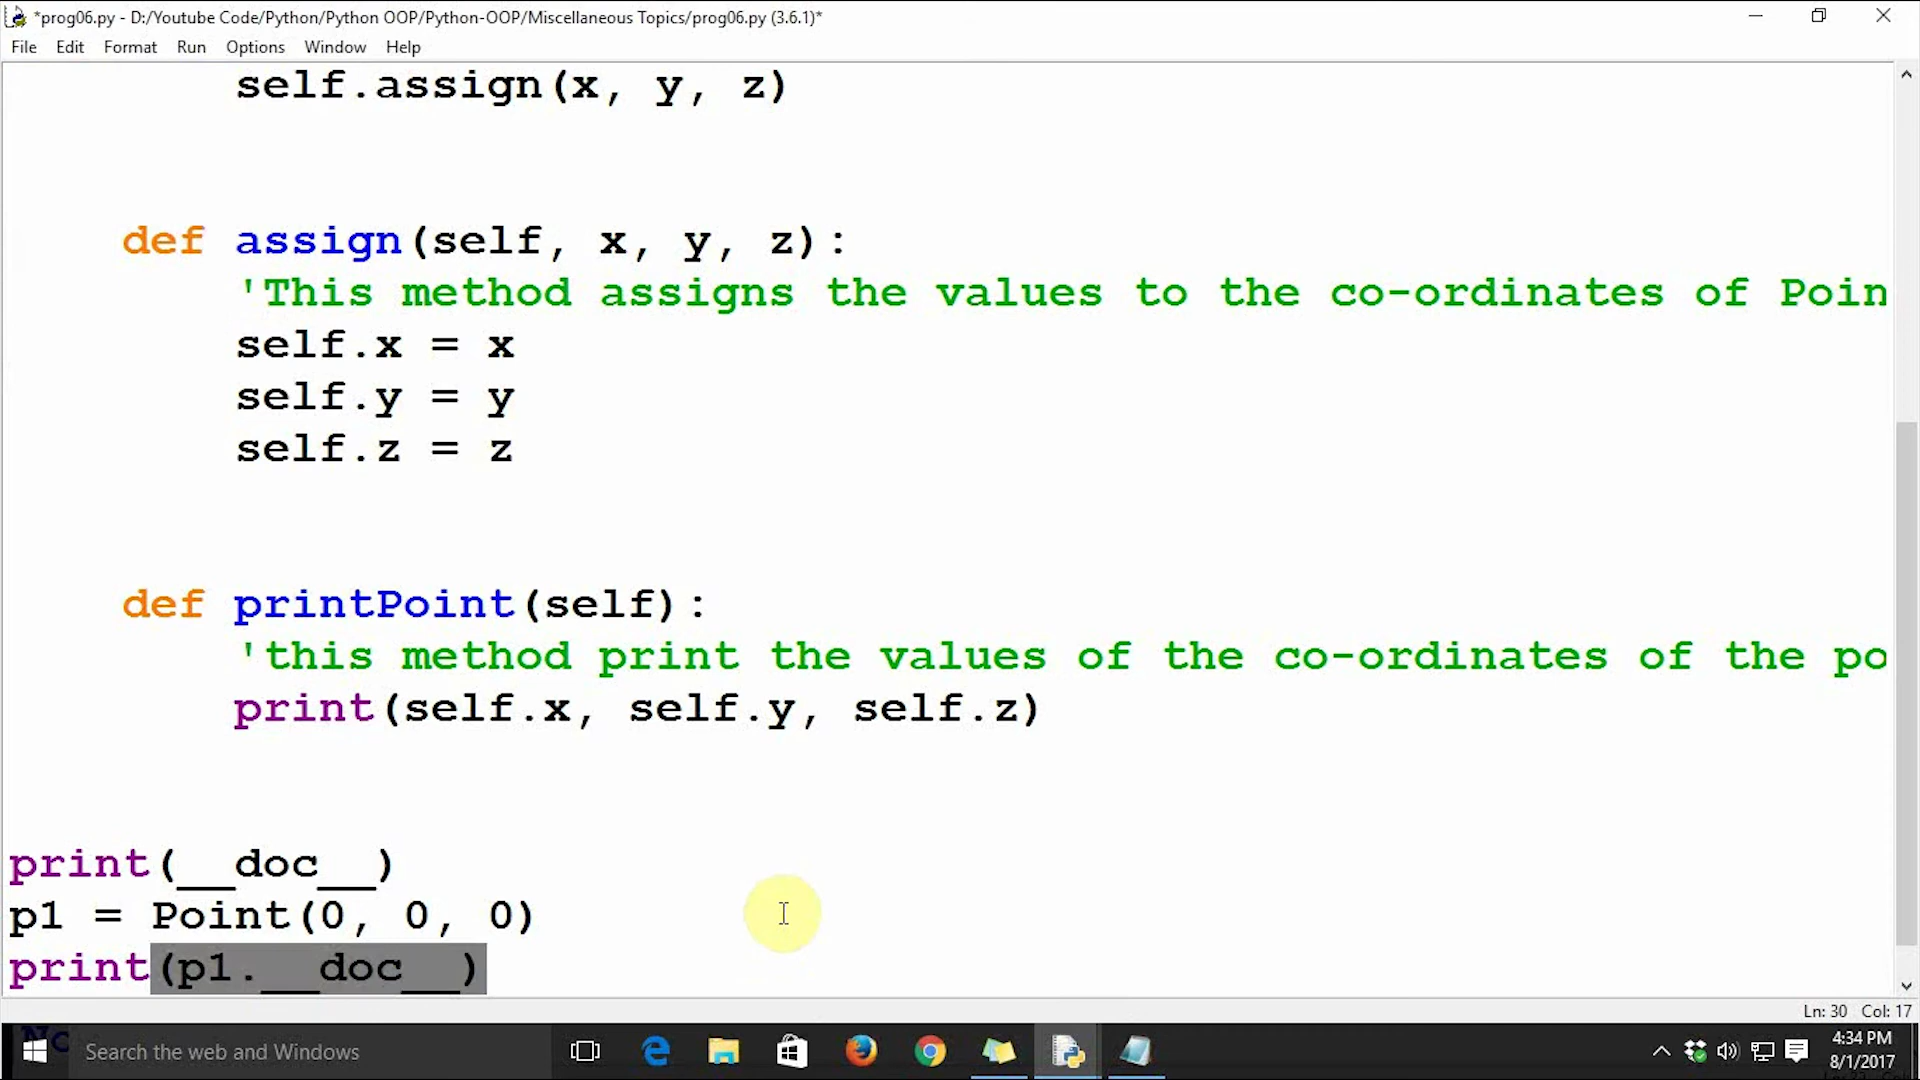 *prog06.py - D:/Youtube Code/Python/Python OOP/Python-OOP/Miscellaneous Topics/prog06.py (3.6.1)*
File Edit Format Run Options Window Help
self.assign(x, y, z)
def assign(self, x, y, z):
'This method assigns the values to the co-ordinates of Poin
self.x = x
self.y = y
self.z = z
def printPoint(self):
'this method print the values of the co-ordinates of the po
print(self.x, self.y, self.z)
print(__doc__)
p1 = Point(0, 0, 0)
print(p1.__doc__)
Ln: 30 Col: 17
Search the web and Windows
4:34 PM
8/1/2017